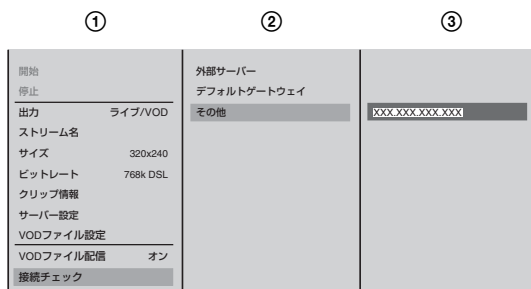 ① ② ③
開始
停止
出力 ライブ/VOD
ストリーム名
サイズ 320x240
ビットレート 768k DSL
クリップ情報
サーバー設定
VODファイル設定
VODファイル配信 オン
接続チェック
外部サーバー
デフォルトゲートウェイ
その他
XXX.XXX.XXX.XXX